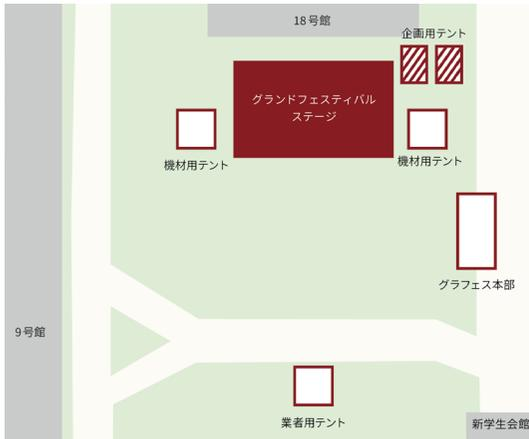 18号館
企画用テント
グランドフェスティバル
ステージ
機材用テント
機材用テント
グラフェス本部
9号館
業者用テント
新学生会館